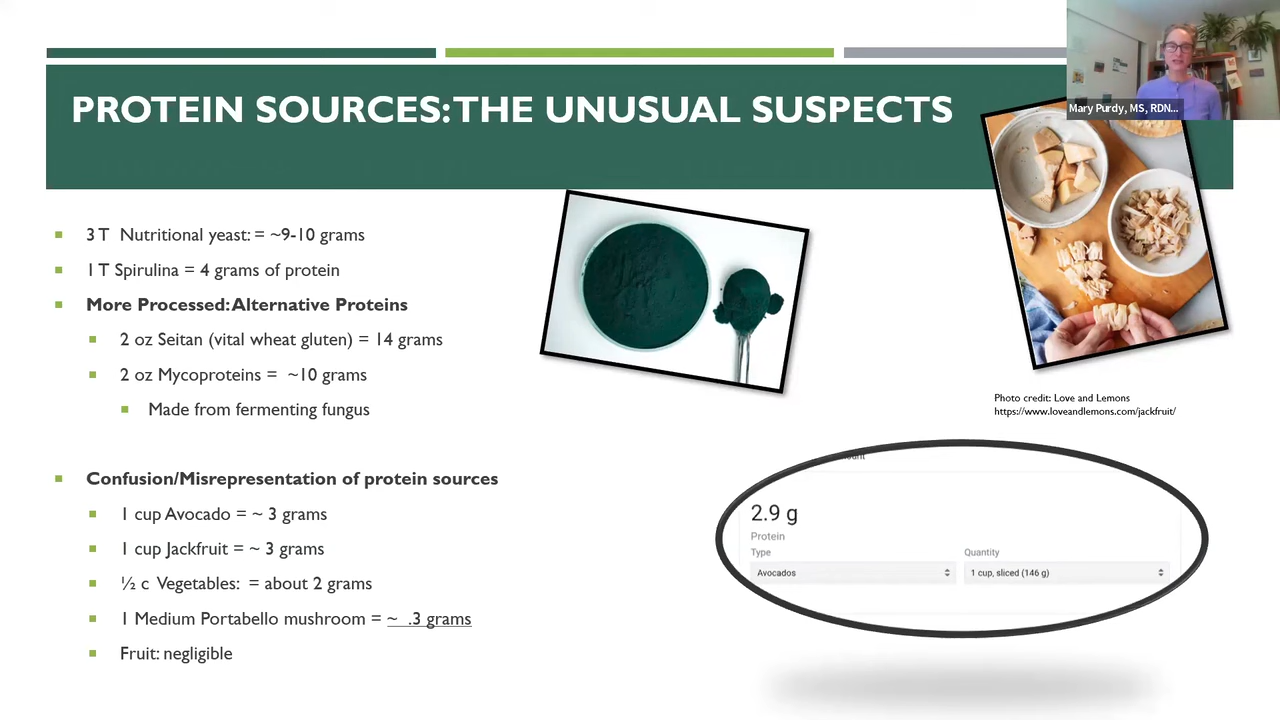 PROTEIN SOURCES: THE UNUSUAL SUSPECTS
Mary Purdy, MS, RDN...
3 T Nutritional yeast: = ~9-10 grams
1 T Spirulina = 4 grams of protein
More Processed: Alternative Proteins
2 oz Seitan (vital wheat gluten) = 14 grams
2 oz Mycoproteins = ~10 grams
Made from fermenting fungus
Photo credit: Love and Lemons
https://www.loveandlemons.com/jackfruit/
Confusion/Misrepresentation of protein sources
1 cup Avocado = ~ 3 grams
1 cup Jackfruit = ~ 3 grams
½ c Vegetables: = about 2 grams
1 Medium Portabello mushroom = ~ .3 grams
Fruit: negligible
2.9 g
Protein
Type
Quantity
Avocados
1 cup, sliced (146 g)